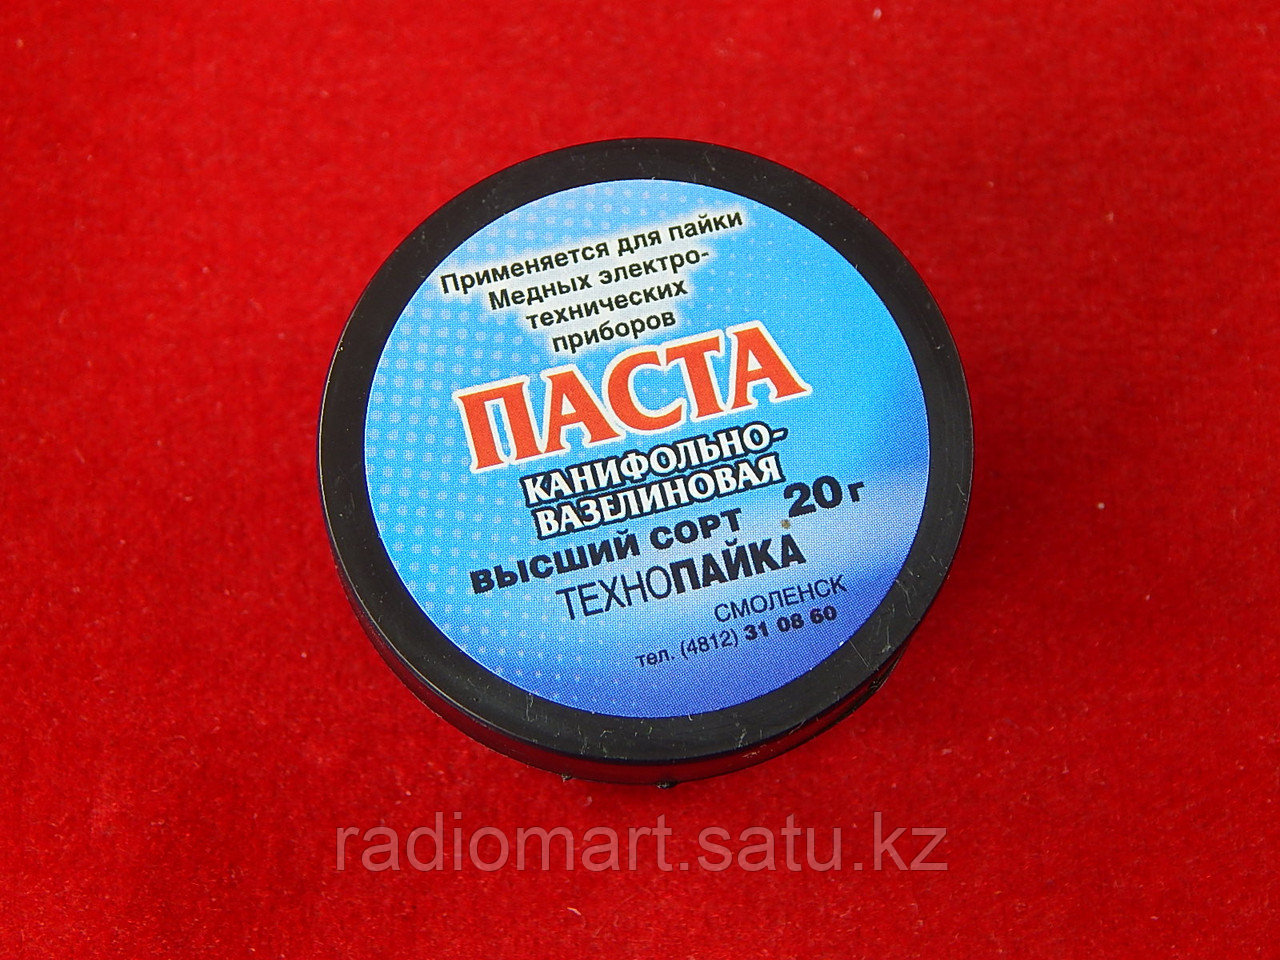 Применяется для пайки
Медных электро-
технических
приборов
ПАСТА
КАНИФОЛЬНО-
ВАЗЕЛИНОВАЯ
ВЫСШИЙ СОРТ 20 г
ТЕХНОПАЙКА
СМОЛЕНСК
тел. (4812) 31 08 60
radiomart.satu.kz